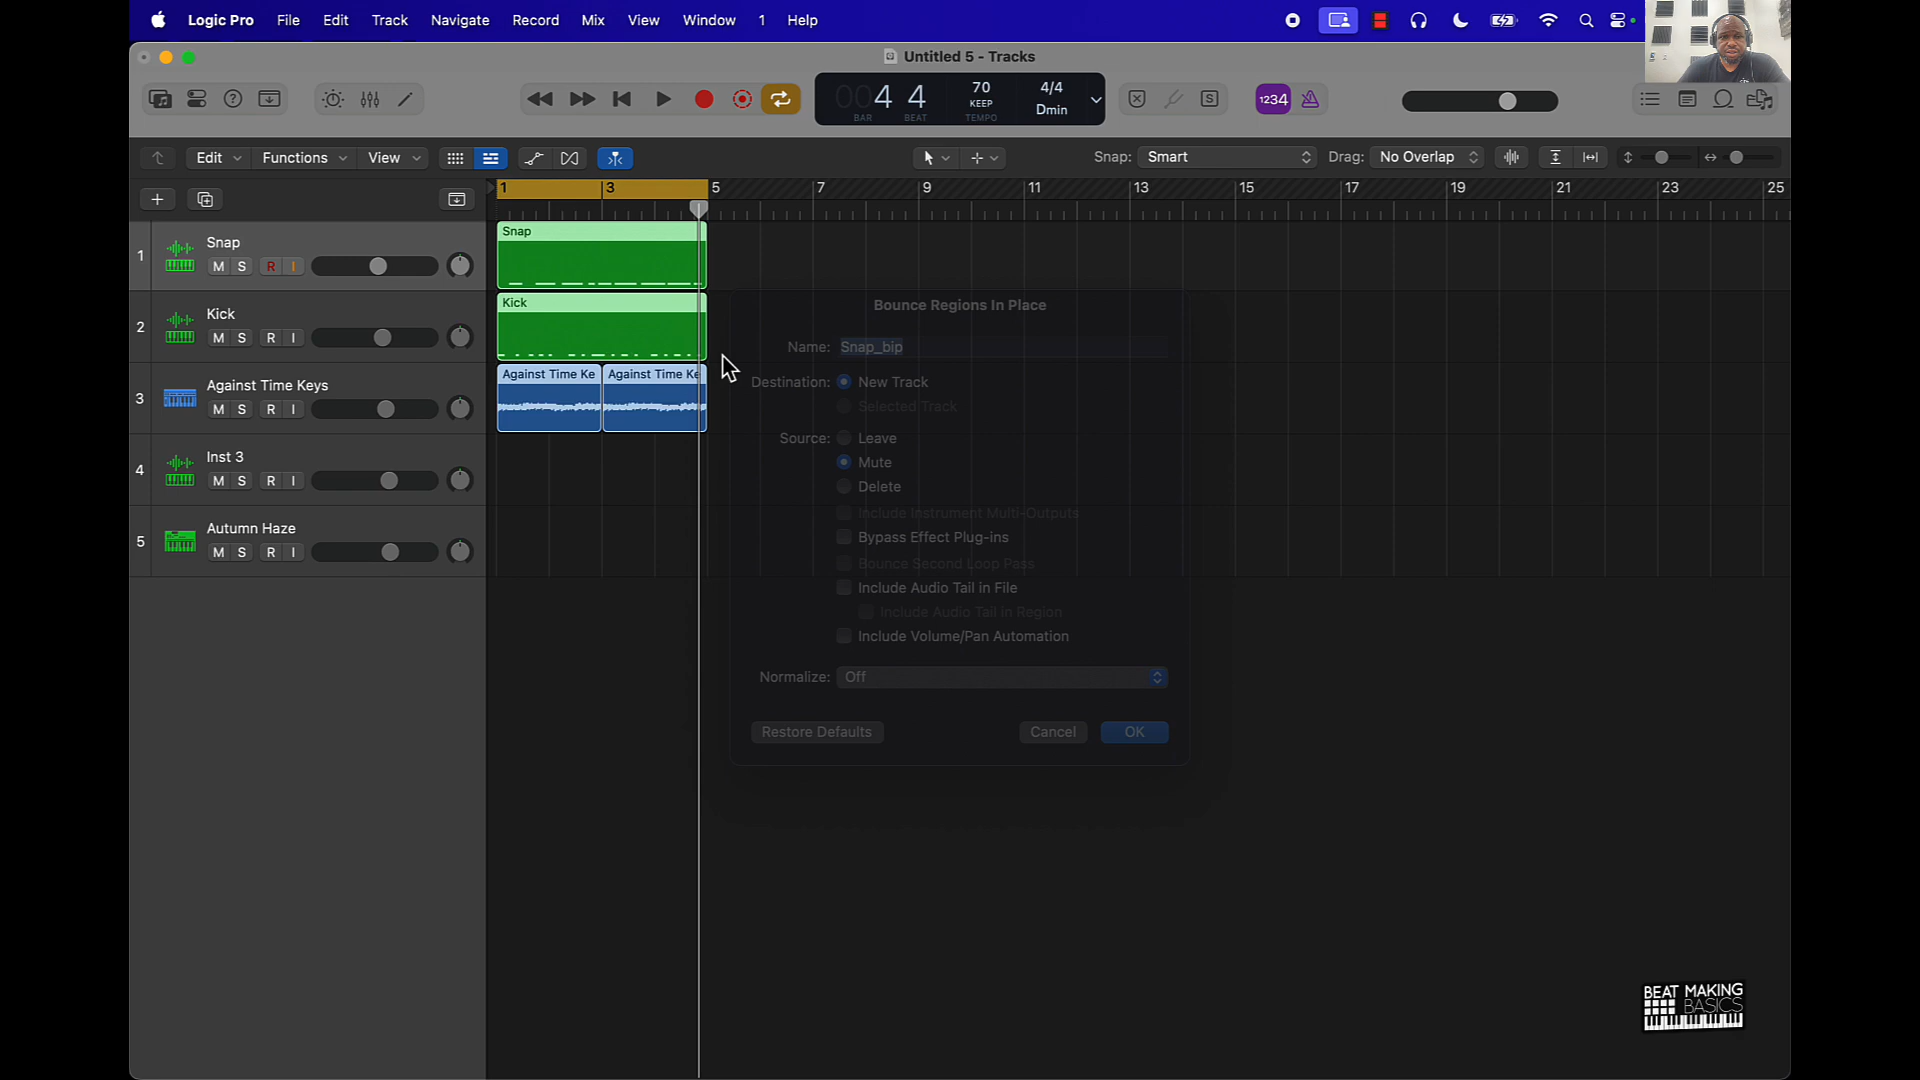 Logic Pro File Edit Track Navigate Record Mix View Window 1 Help
Untitled 5 - Tracks
004 4 70 4/4
KEEP Dmin
BAR BEAT TEMPO
S 1234
Edit Functions View Snap: Smart Drag: No Overlap
1 3 5 7 9 11 13 15 17 19 21 23 25
1 Snap
M S R I
Snap
2 Kick
M S R I
Kick
3 Against Time Keys
M S R I
Against Time Ke Against Time Ke
4 Inst 3
M S R I
5 Autumn Haze
M S R I
Bounce Regions In Place
Name: Snap_bip
Destination: New Track
Selected Track
Source: Leave
Mute
Delete
Include Instrument Multi-Outputs
Bypass Effect Plug-ins
Bounce Second Loop Pass
Include Audio Tail in File
Include Audio Tail in Region
Include Volume/Pan Automation
Normalize: Off
Restore Defaults Cancel OK
BEAT MAKING
BASICS